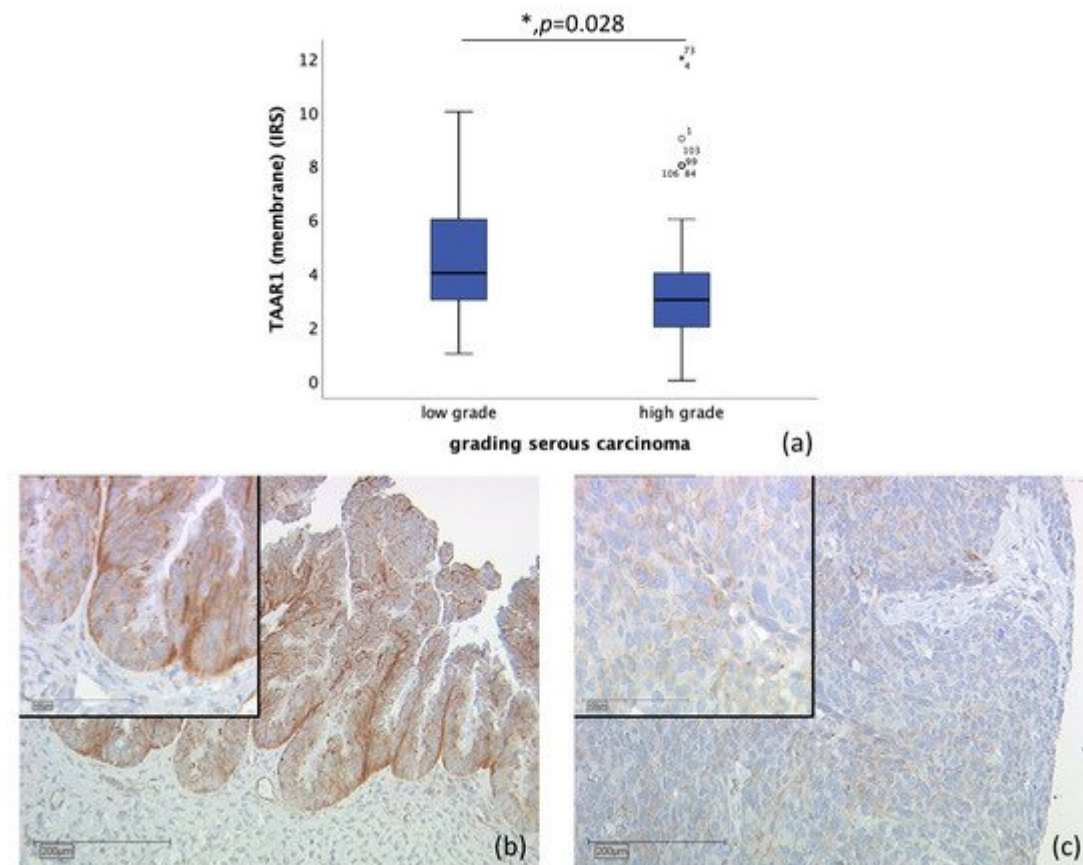 *,p=0.028
TAAR1 (membrane) (IRS)
12
10
8
6
4
2
0
73
4
1
103
99
106 84
low grade
high grade
grading serous carcinoma
(a)
200µm
(b)
200µm
(c)